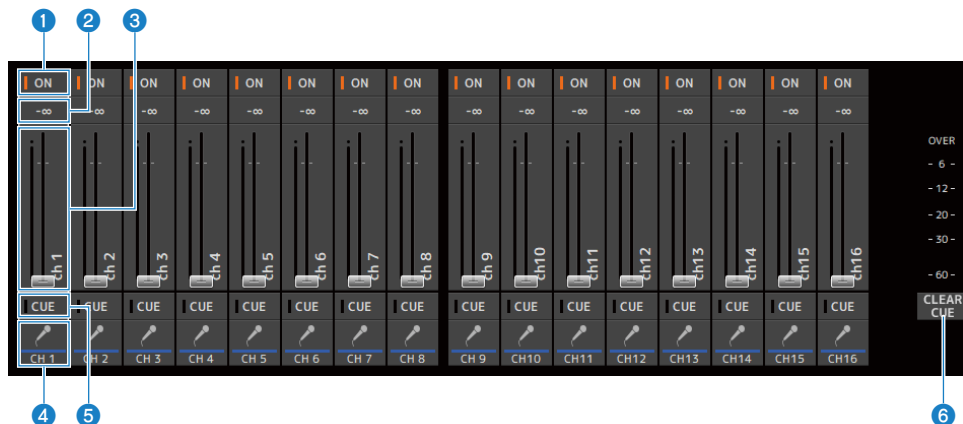 1 2 3
ON ON ON ON ON ON ON ON ON ON ON ON ON ON ON ON
-∞ -∞ -∞ -∞ -∞ -∞ -∞ -∞ -∞ -∞ -∞ -∞ -∞ -∞ -∞ -∞
OVER
- 6 -
- 12 -
- 20 -
- 30 -
- 60 -
ch 1 ch 2 ch 3 ch 4 ch 5 ch 6 ch 7 ch 8 ch 9 ch10 ch11 ch12 ch13 ch14 ch15 ch16
CUE CUE CUE CUE CUE CUE CUE CUE CUE CUE CUE CUE CUE CUE CUE CUE
CLEAR
CUE
CH 1 CH 2 CH 3 CH 4 CH 5 CH 6 CH 7 CH 8 CH 9 CH10 CH11 CH12 CH13 CH14 CH15 CH16
4 5 6